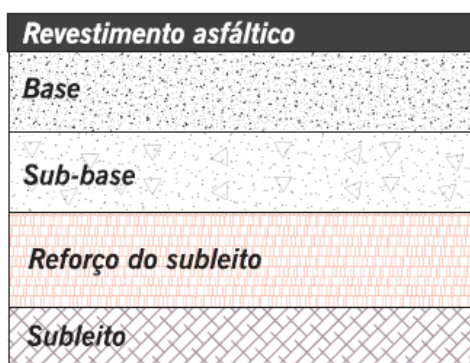 Revestimento asfáltico
Base
Sub-base
Reforço do subleito
Subleito